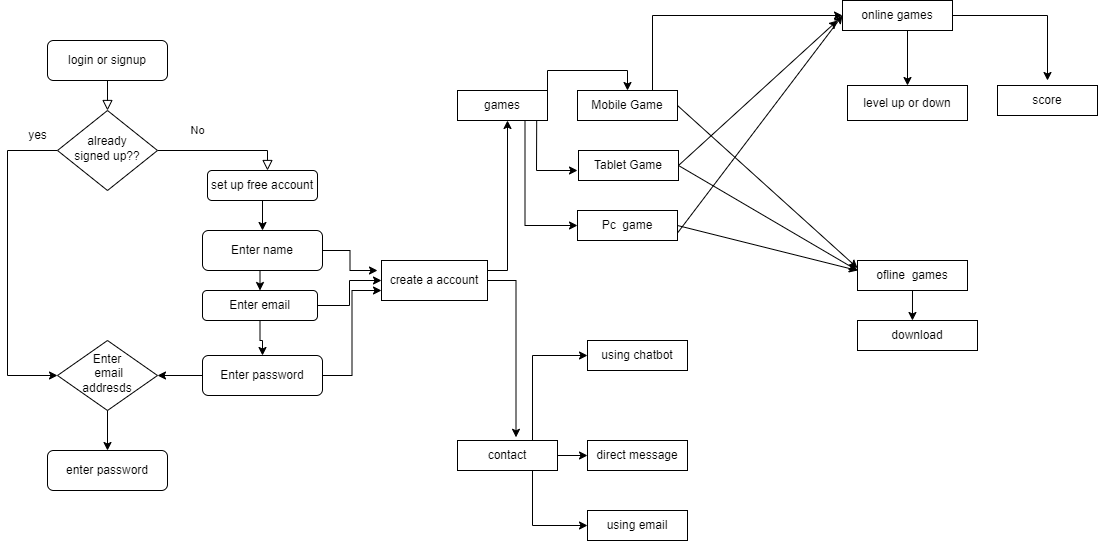 login or signup
yes
already
signed up??
No
set up free account
Enter name
Enter email
Enter password
Enter
email
addresds
enter password
create a account
games
Mobile Game
Tablet Game
Pc  game
online games
level up or down
score
ofline  games
download
contact
using chatbot
direct message
using email